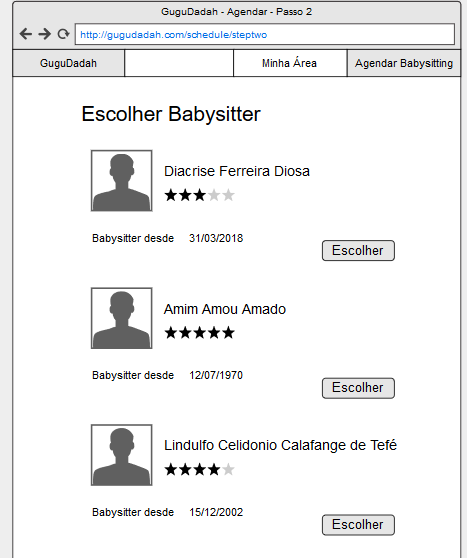 GuguDadah - Agendar - Passo 2
http://gugudadah.com/schedule/steptwo
GuguDadah Minha Área Agendar Babysitting
Escolher Babysitter
Diacrise Ferreira Diosa
Babysitter desde 31/03/2018
Escolher
Amim Amou Amado
Babysitter desde 12/07/1970
Escolher
Lindulfo Celidonio Calafange de Tefé
Babysitter desde 15/12/2002
Escolher